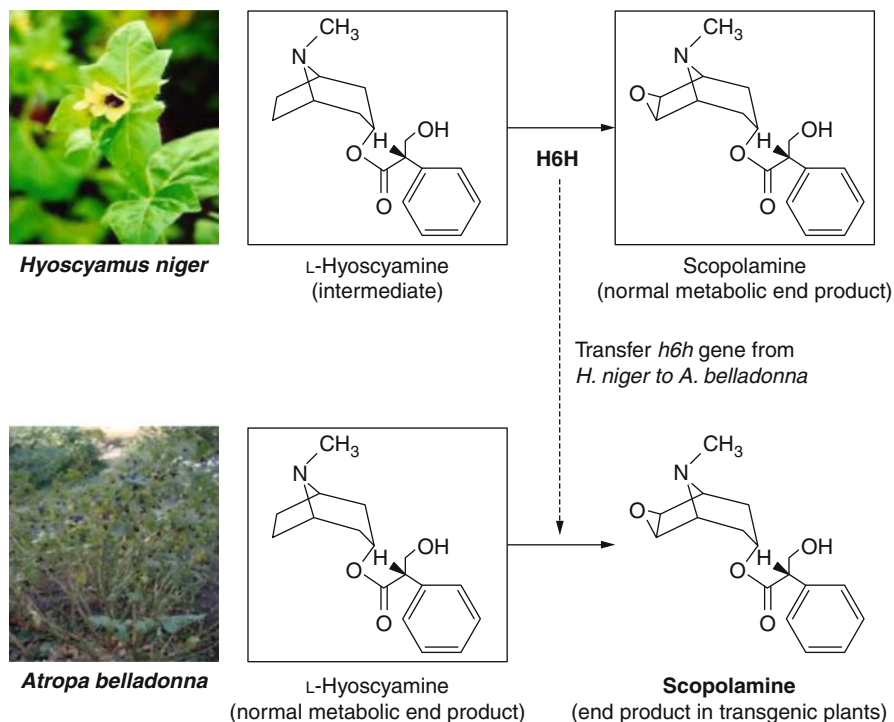 N
CH3
O
H
OH
O
Hyoscyamus niger
L-Hyoscyamine
(intermediate)
H6H
N
CH3
O
O
H
OH
O
Scopolamine
(normal metabolic end product)
Transfer h6h gene from
H. niger to A. belladonna
N
CH3
O
H
OH
O
Atropa belladonna
L-Hyoscyamine
(normal metabolic end product)
N
CH3
O
O
H
OH
O
Scopolamine
(end product in transgenic plants)